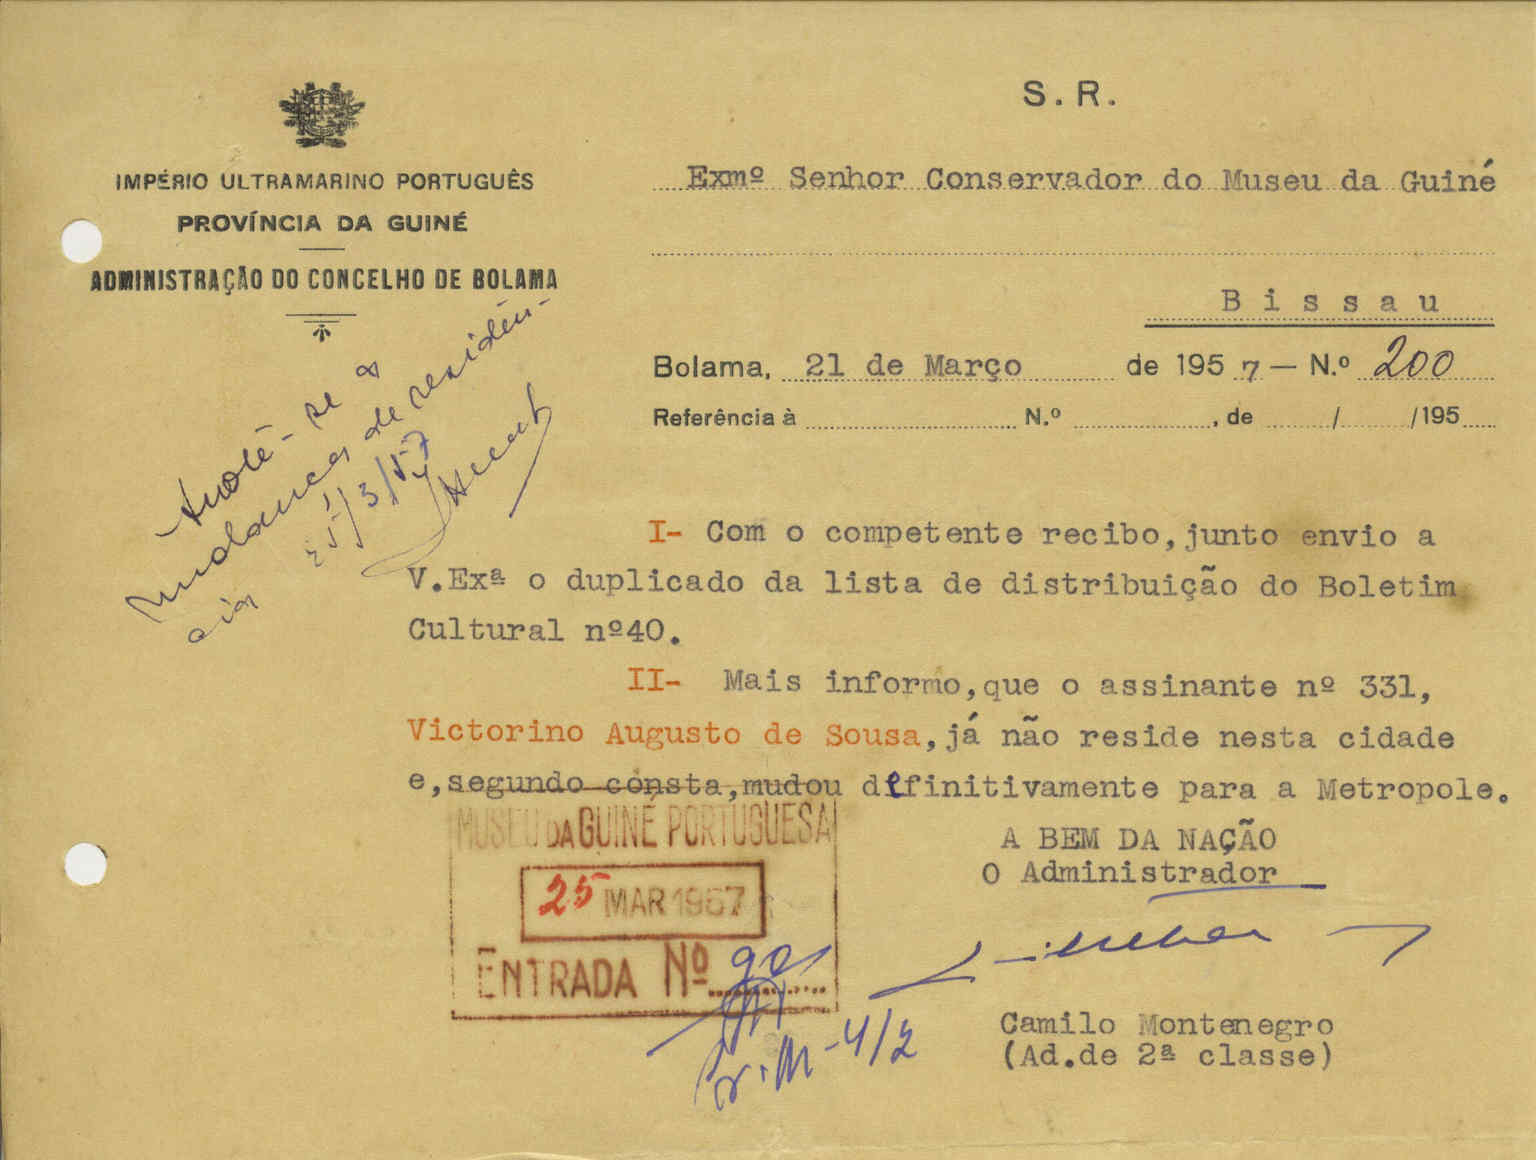 S. R.
IMPÉRIO ULTRAMARINO PORTUGUÊS
PROVÍNCIA DA GUINÉ
ADMINISTRAÇÃO DO CONCELHO DE BOLAMA
Exmº Senhor Conservador do Museu da Guiné
Bissau
Bolama, 21 de Março de 1957 — N.º 200
Referência à N.º , de / /195
Anote-se a
mudança de residên-
cia
25/3/57
I- Com o competente recibo, junto envio a
V.Exª o duplicado da lista de distribuição do Boletim
Cultural nº40.
II- Mais informo, que o assinante nº 331,
Victorino Augusto de Sousa, já não reside nesta cidade
e, segundo consta, mudou definitivamente para a Metropole.
A BEM DA NAÇÃO
O Administrador
Camilo Montenegro
(Ad.de 2ª classe)
MUSEU DA GUINÉ PORTUGUESA
25 MAR 1957
ENTRADA Nº 90
M-4/2